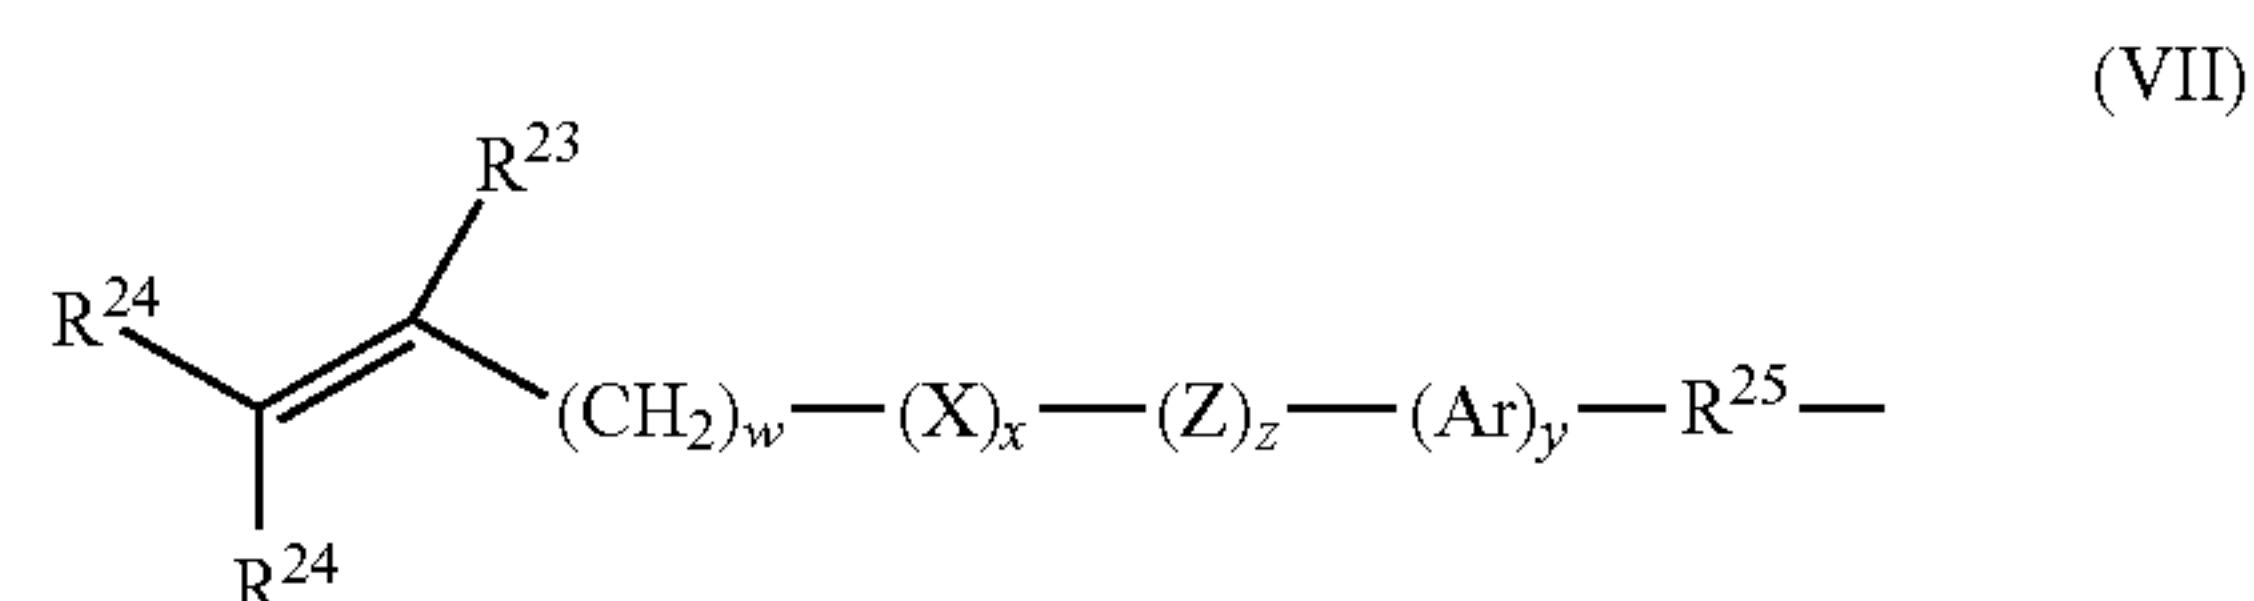 (VII)
R²³
R²⁴
(CH₂)w—(X)x—(Z)z—(Ar)y—R²⁵—
R²⁴